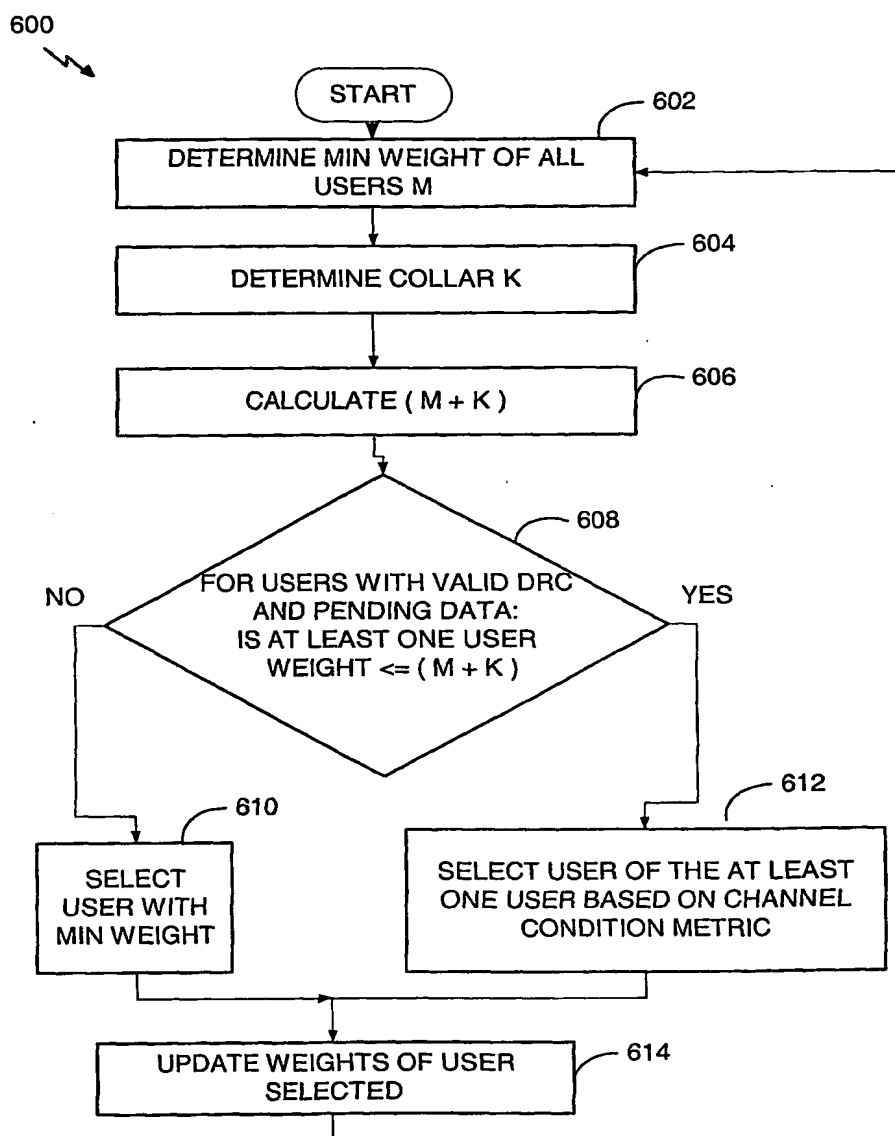 600
START
602
DETERMINE MIN WEIGHT OF ALL
USERS M
604
DETERMINE COLLAR K
606
CALCULATE ( M + K )
608
FOR USERS WITH VALID DRC
AND PENDING DATA:
IS AT LEAST ONE USER
WEIGHT <= ( M + K )
NO
YES
610
SELECT
USER WITH
MIN WEIGHT
612
SELECT USER OF THE AT LEAST
ONE USER BASED ON CHANNEL
CONDITION METRIC
614
UPDATE WEIGHTS OF USER
SELECTED